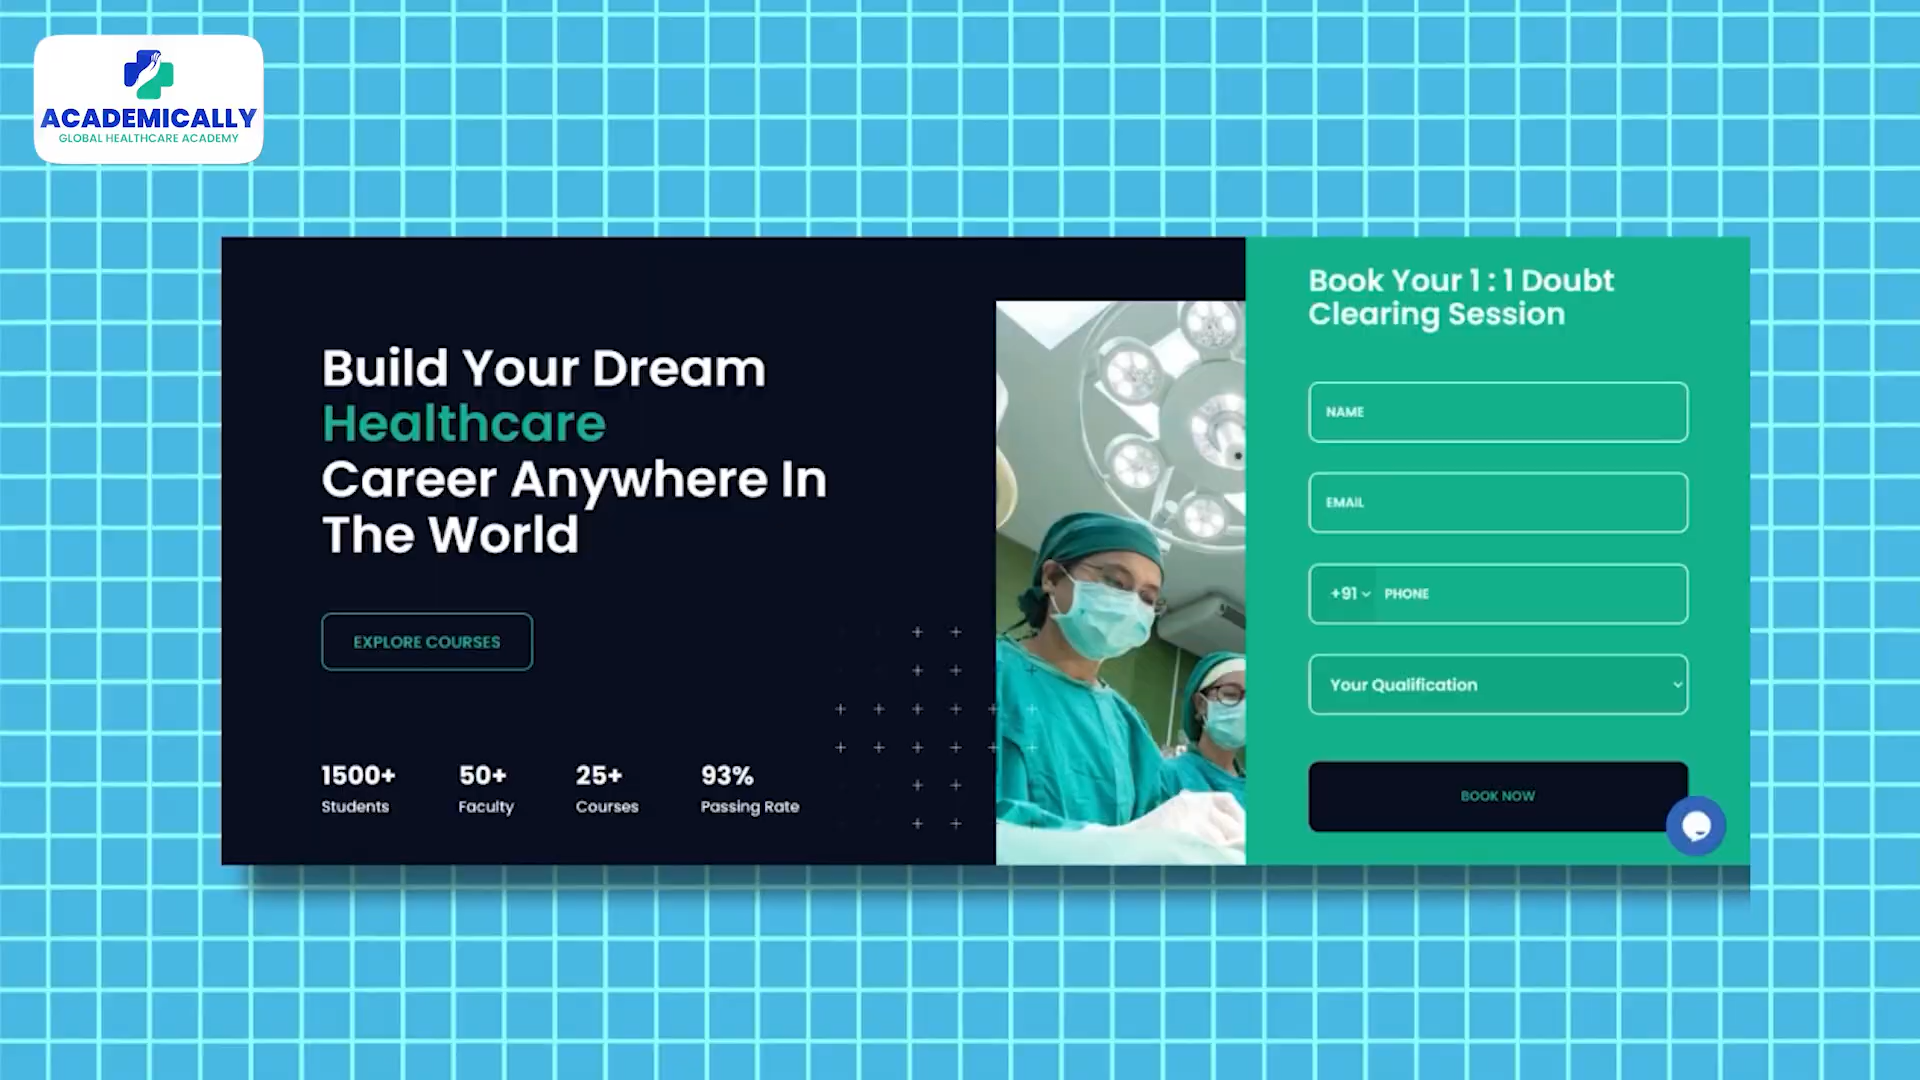 ACADEMICALLY
GLOBAL HEALTHCARE ACADEMY
Build Your Dream
Healthcare
Career Anywhere In
The World
EXPLORE COURSES
1500+
Students
50+
Faculty
25+
Courses
93%
Passing Rate
Book Your 1 : 1 Doubt
Clearing Session
NAME
EMAIL
+91 PHONE
Your Qualification
BOOK NOW